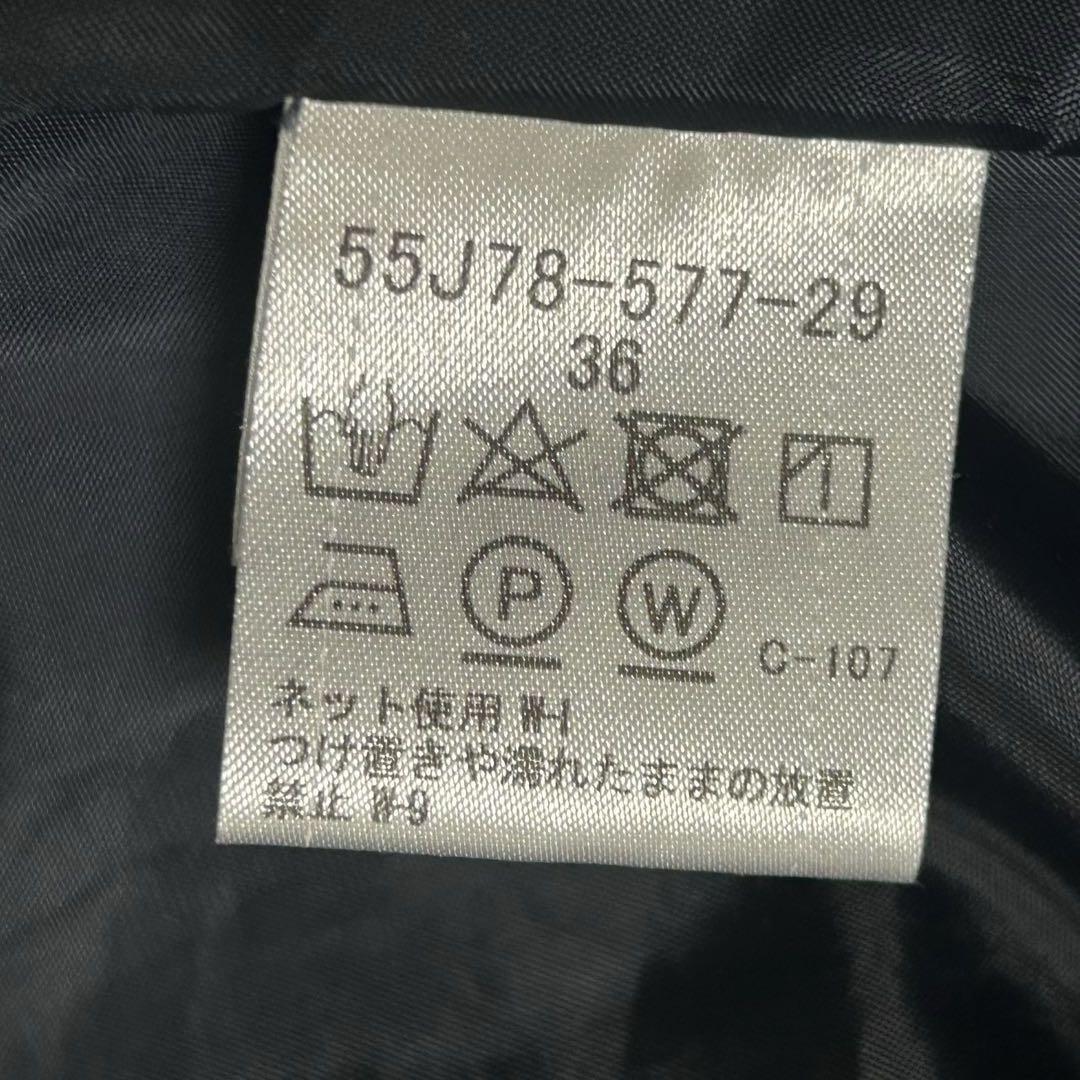 55J78-577-29
36
P W C-107
ネット使用 W-1
つけ置きや濡れたままの放置
禁止 W-9